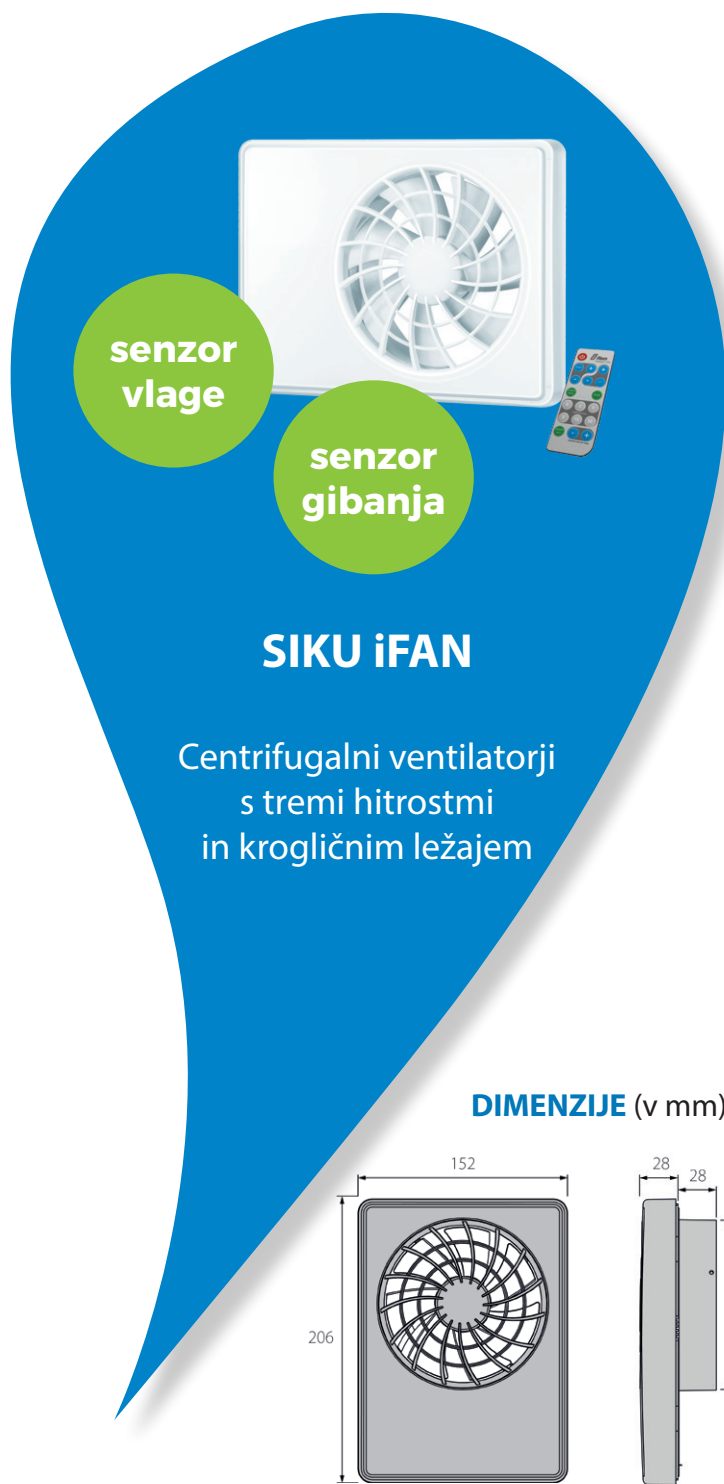 senzor
vlage
senzor
gibanja
SIKU iFAN
Centrifugalni ventilatorji
s tremi hitrostmi
in krogličnim ležajem
DIMENZIJE (v mm)
152
28
28
206